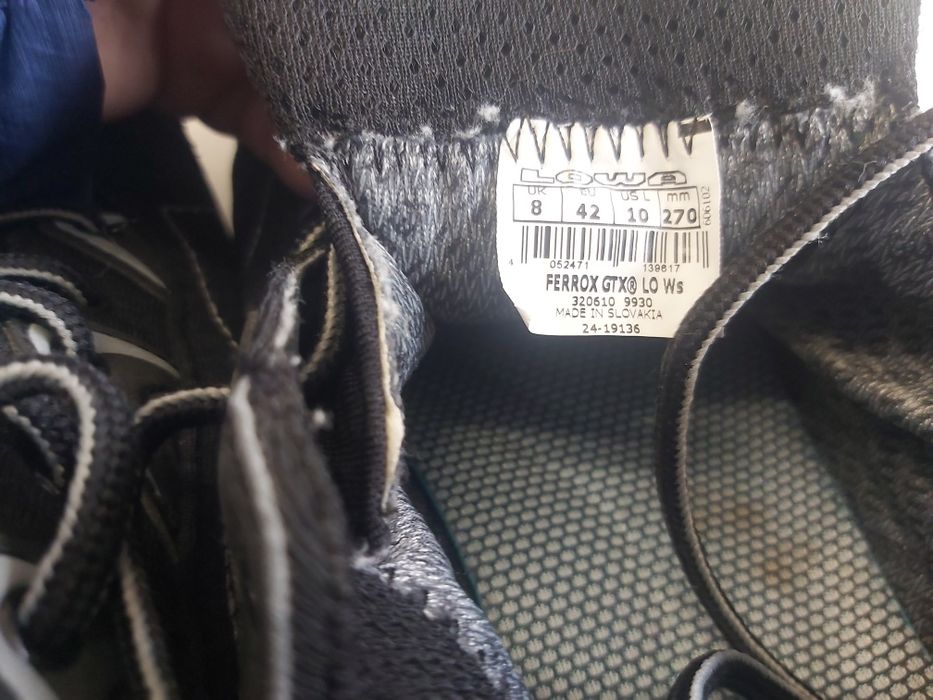 LOWA
UK EU US L mm
8 42 10 270
606102
4 052471 139817
FERROX GTX® LO Ws
320610 9930
MADE IN SLOVAKIA
24-19136